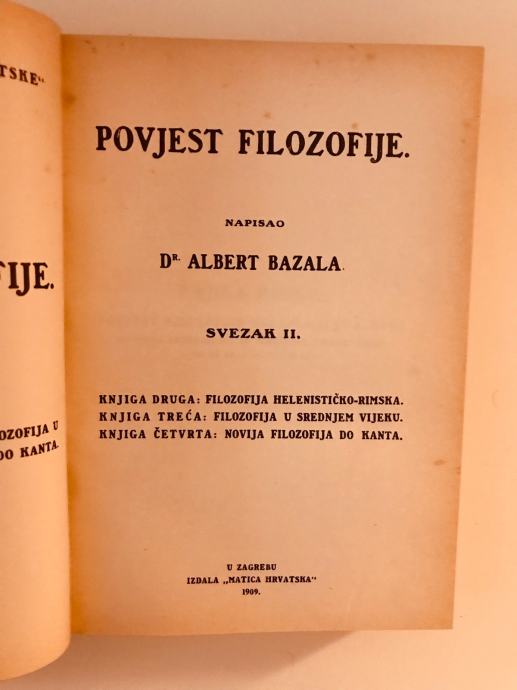 TSKE"
FIJE.
OZOFIJA U
DO KANTA.
POVJEST FILOZOFIJE.
NAPISAO
DR. ALBERT BAZALA.
SVEZAK II.
KNJIGA DRUGA: FILOZOFIJA HELENISTIČKO-RIMSKA.
KNJIGA TREĆA: FILOZOFIJA U SREDNJEM VIJEKU.
KNJIGA ČETVRTA: NOVIJA FILOZOFIJA DO KANTA.
U ZAGREBU
IZDALA „MATICA HRVATSKA"
1909.